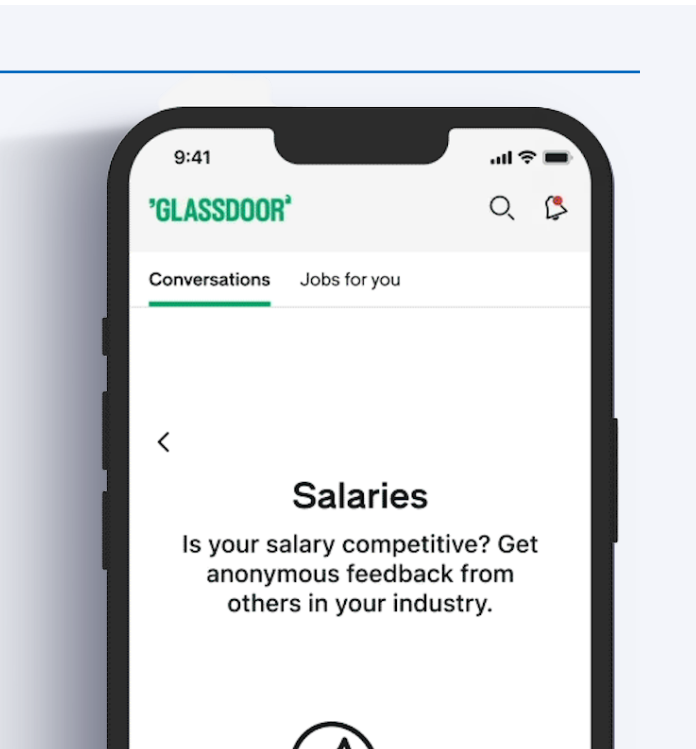 9:41
’GLASSDOOR’
Conversations Jobs for you
Salaries
Is your salary competitive? Get
anonymous feedback from
others in your industry.